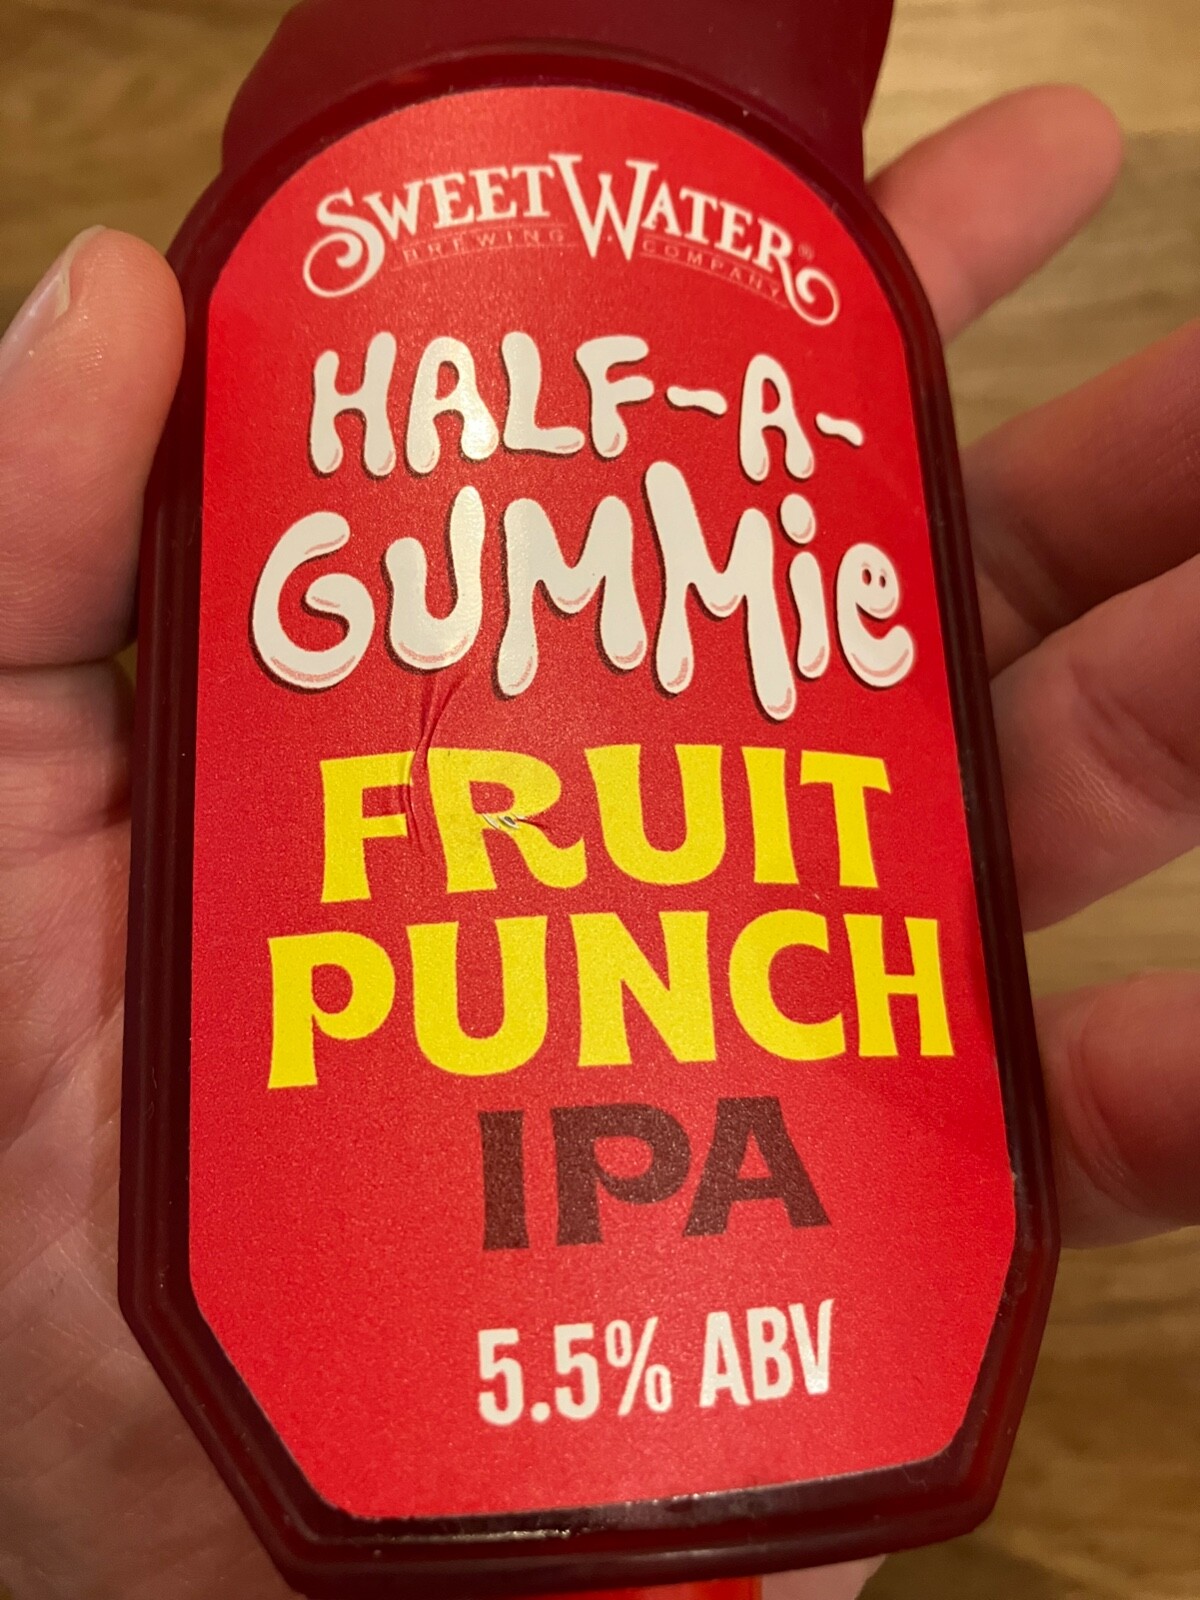 SWEETWATER®
BREWING COMPANY
HALF-A-
GUMMiE
FRUIT
PUNCH
IPA
5.5% ABV